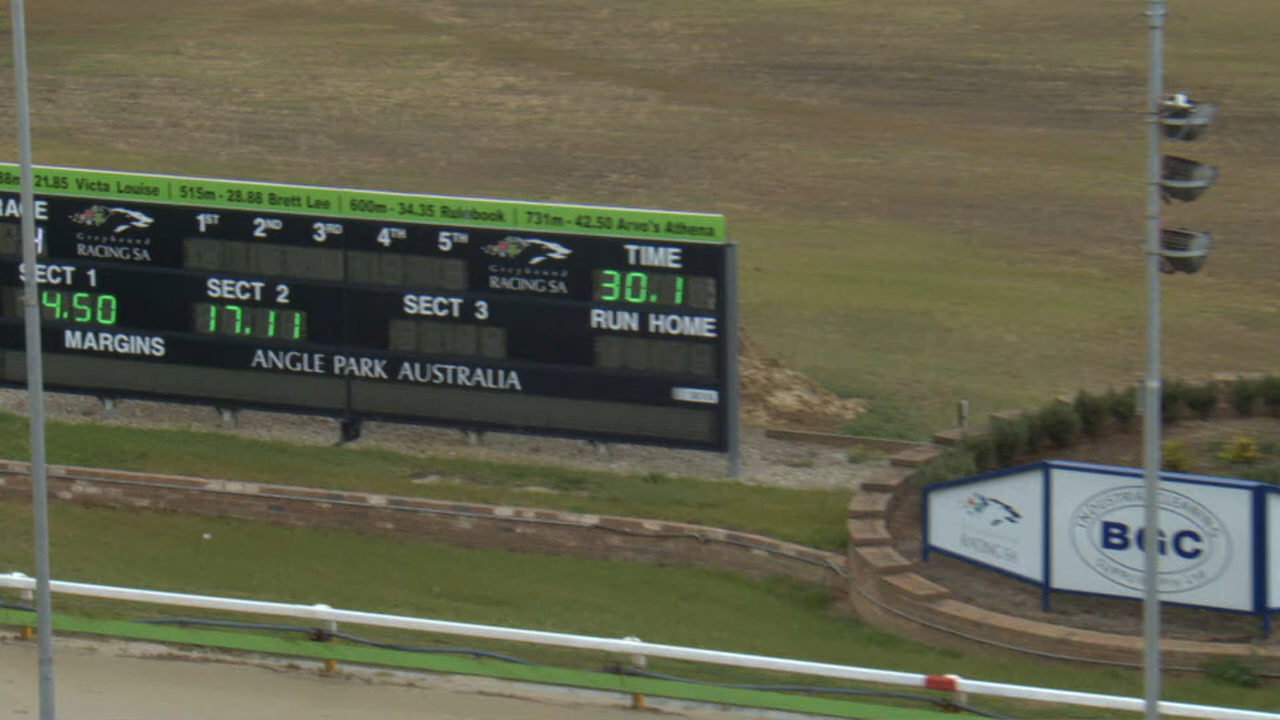 21.85 Victa Louise | 515m - 28.88 Brett Lee | 600m - 34.35 Rulebook | 731m - 42.50 Arvo's Athena
1ST 2ND 3RD 4TH 5TH
Greyhound
RACING SA
Greyhound
RACING SA
TIME
30.1
SECT 1
4.50
SECT 2
17.11
SECT 3
RUN HOME
MARGINS
ANGLE PARK AUSTRALIA
RACING SA
INDUSTRIAL CLEANING
BGC